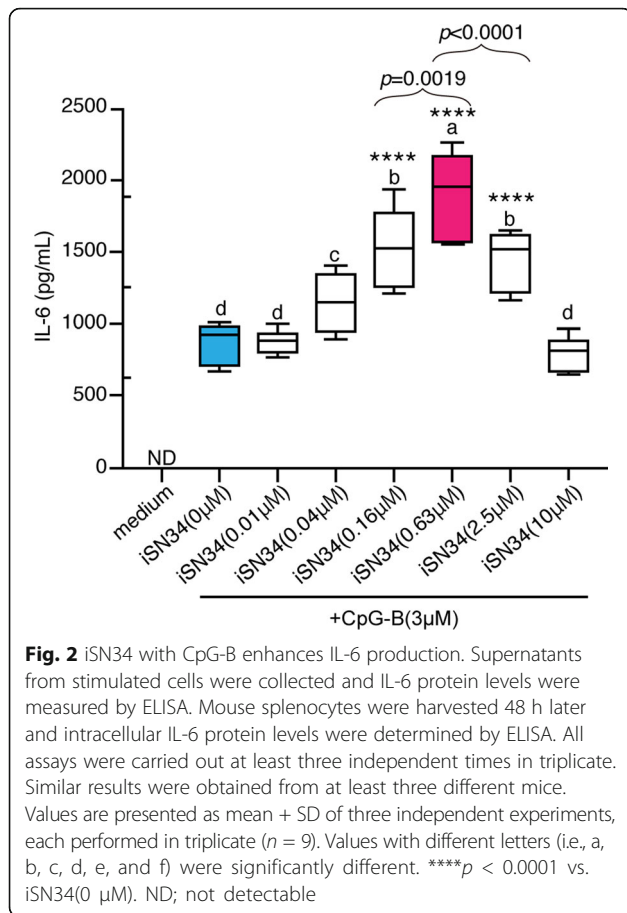 p<0.0001
p=0.0019
2500
2000
1500
1000
500
0
IL-6 (pg/mL)
ND
d
d
c
****
b
****
a
****
b
d
medium
iSN34(0μM)
iSN34(0.01μM)
iSN34(0.04μM)
iSN34(0.16μM)
iSN34(0.63μM)
iSN34(2.5μM)
iSN34(10μM)
+CpG-B(3μM)
Fig. 2 iSN34 with CpG-B enhances IL-6 production. Supernatants
from stimulated cells were collected and IL-6 protein levels were
measured by ELISA. Mouse splenocytes were harvested 48 h later
and intracellular IL-6 protein levels were determined by ELISA. All
assays were carried out at least three independent times in triplicate.
Similar results were obtained from at least three different mice.
Values are presented as mean + SD of three independent experiments,
each performed in triplicate (n = 9). Values with different letters (i.e., a,
b, c, d, e, and f) were significantly different. ****p < 0.0001 vs.
iSN34(0 μM). ND; not detectable